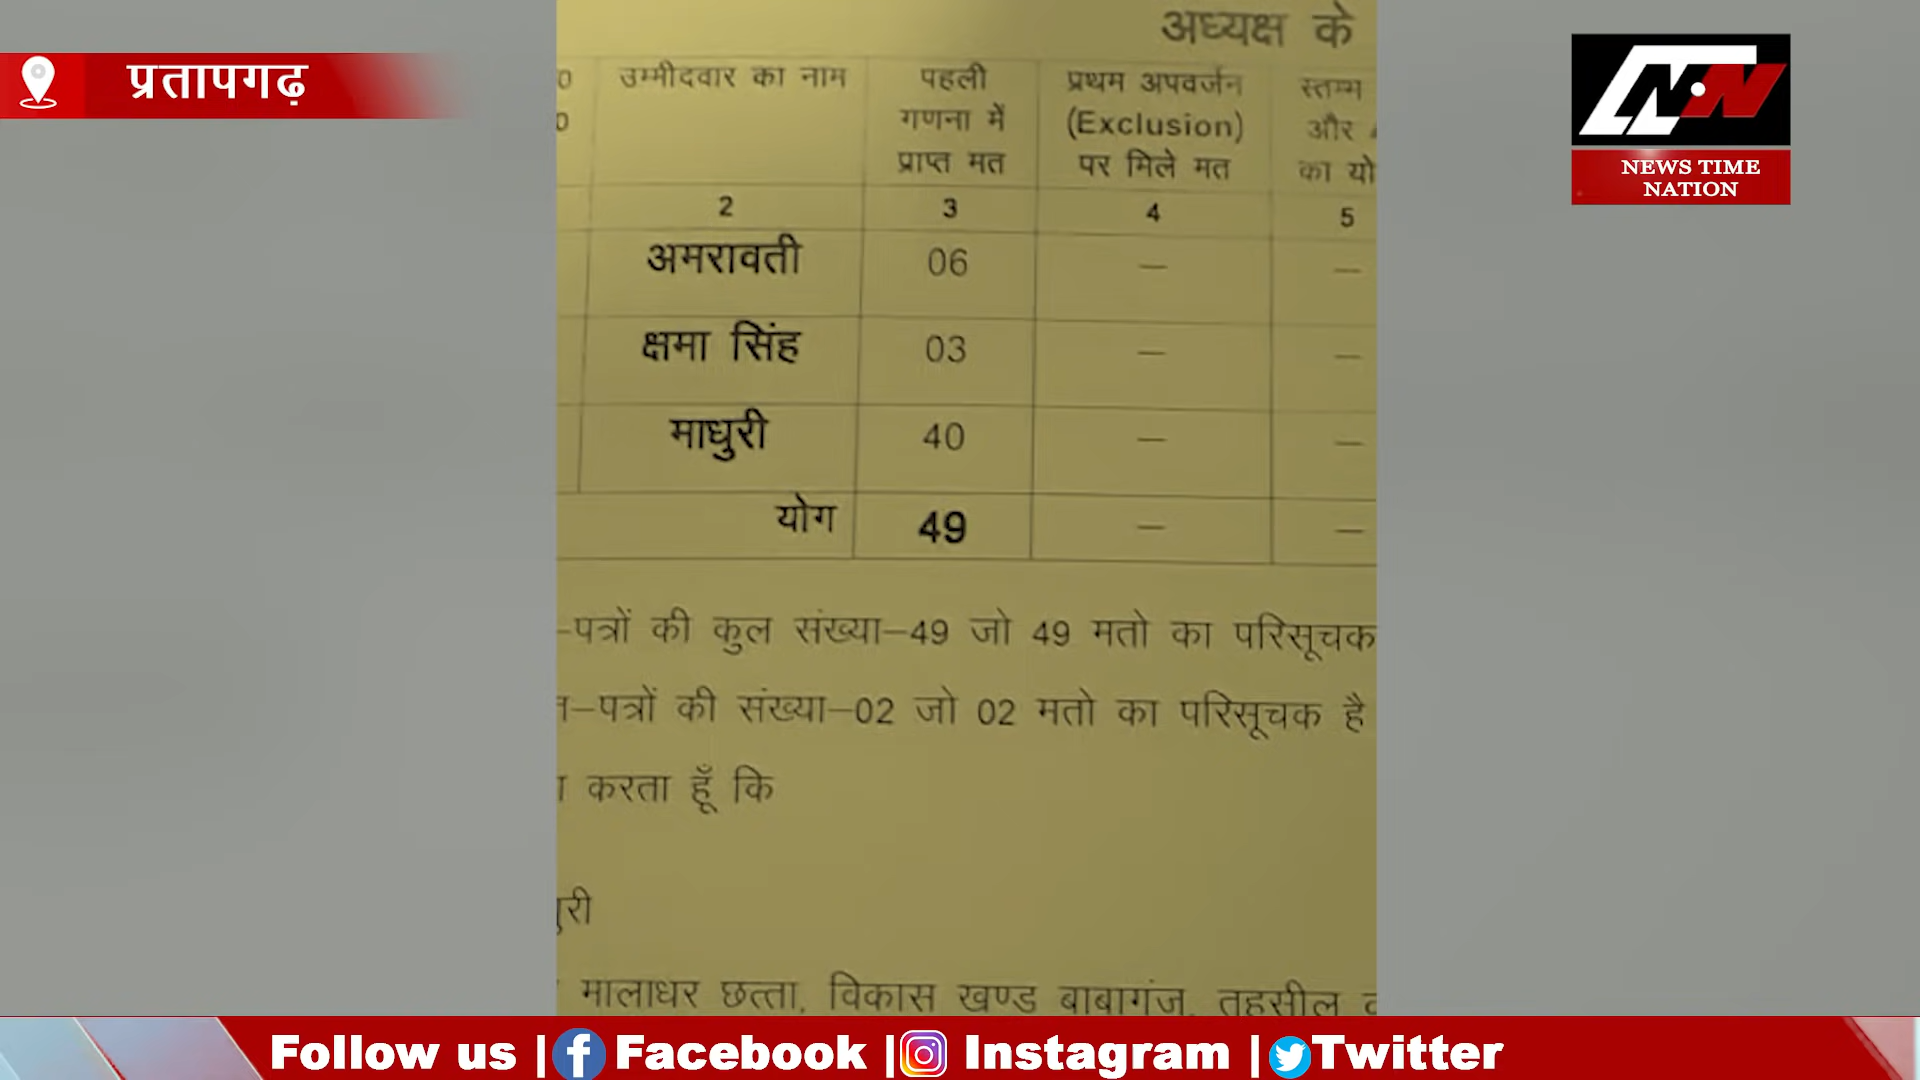 प्रतापगढ़
NEWS TIME
NATION
अध्यक्ष के
उम्मीदवार का नाम
पहली
गणना में
प्राप्त मत
प्रथम अपवर्जन
(Exclusion)
पर मिले मत
स्तम्भ
और
का
2 3 4 5
अमरावती 06 — —
क्षमा सिंह 03 — —
माधुरी 40 — —
योग 49 — —
–पत्रों की कुल संख्या–49 जो 49 मतो का परिसूचक
–पत्रों की संख्या–02 जो 02 मतो का परिसूचक है
करता हूँ कि
मालाधर छत्ता, विकास खण्ड बाबागंज, तहसील
Follow us | Facebook | Instagram | Twitter